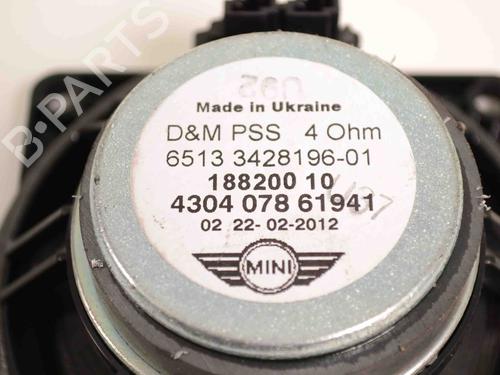 B·PARTS
Made in Ukraine
D&M PSS 4 Ohm
6513 3428196-01
188200 10
4304 078 61941
02 22-02-2012
MINI